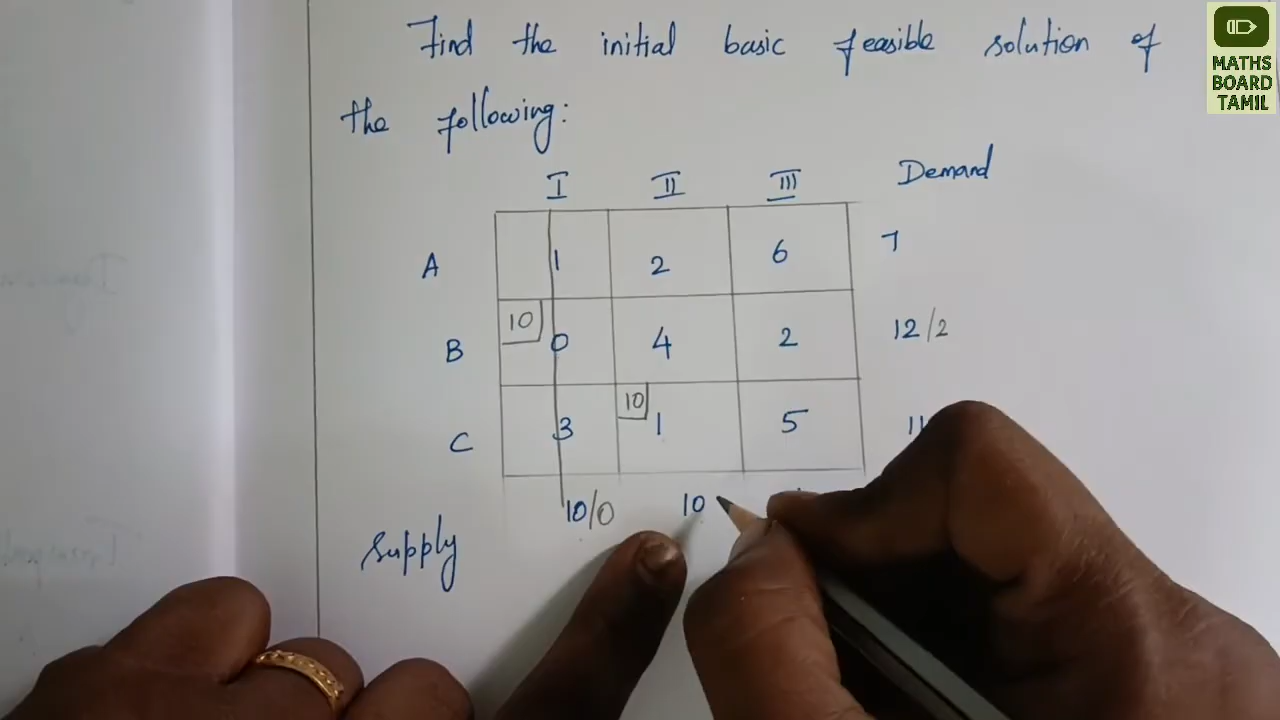 Find the initial basic feasible solution of
the following:
I II III Demand
A 1 2 6 7
10
B 0 4 2 12/2
10
C 3 1 5 11
10/0 10
Supply
MATHS
BOARD
TAMIL